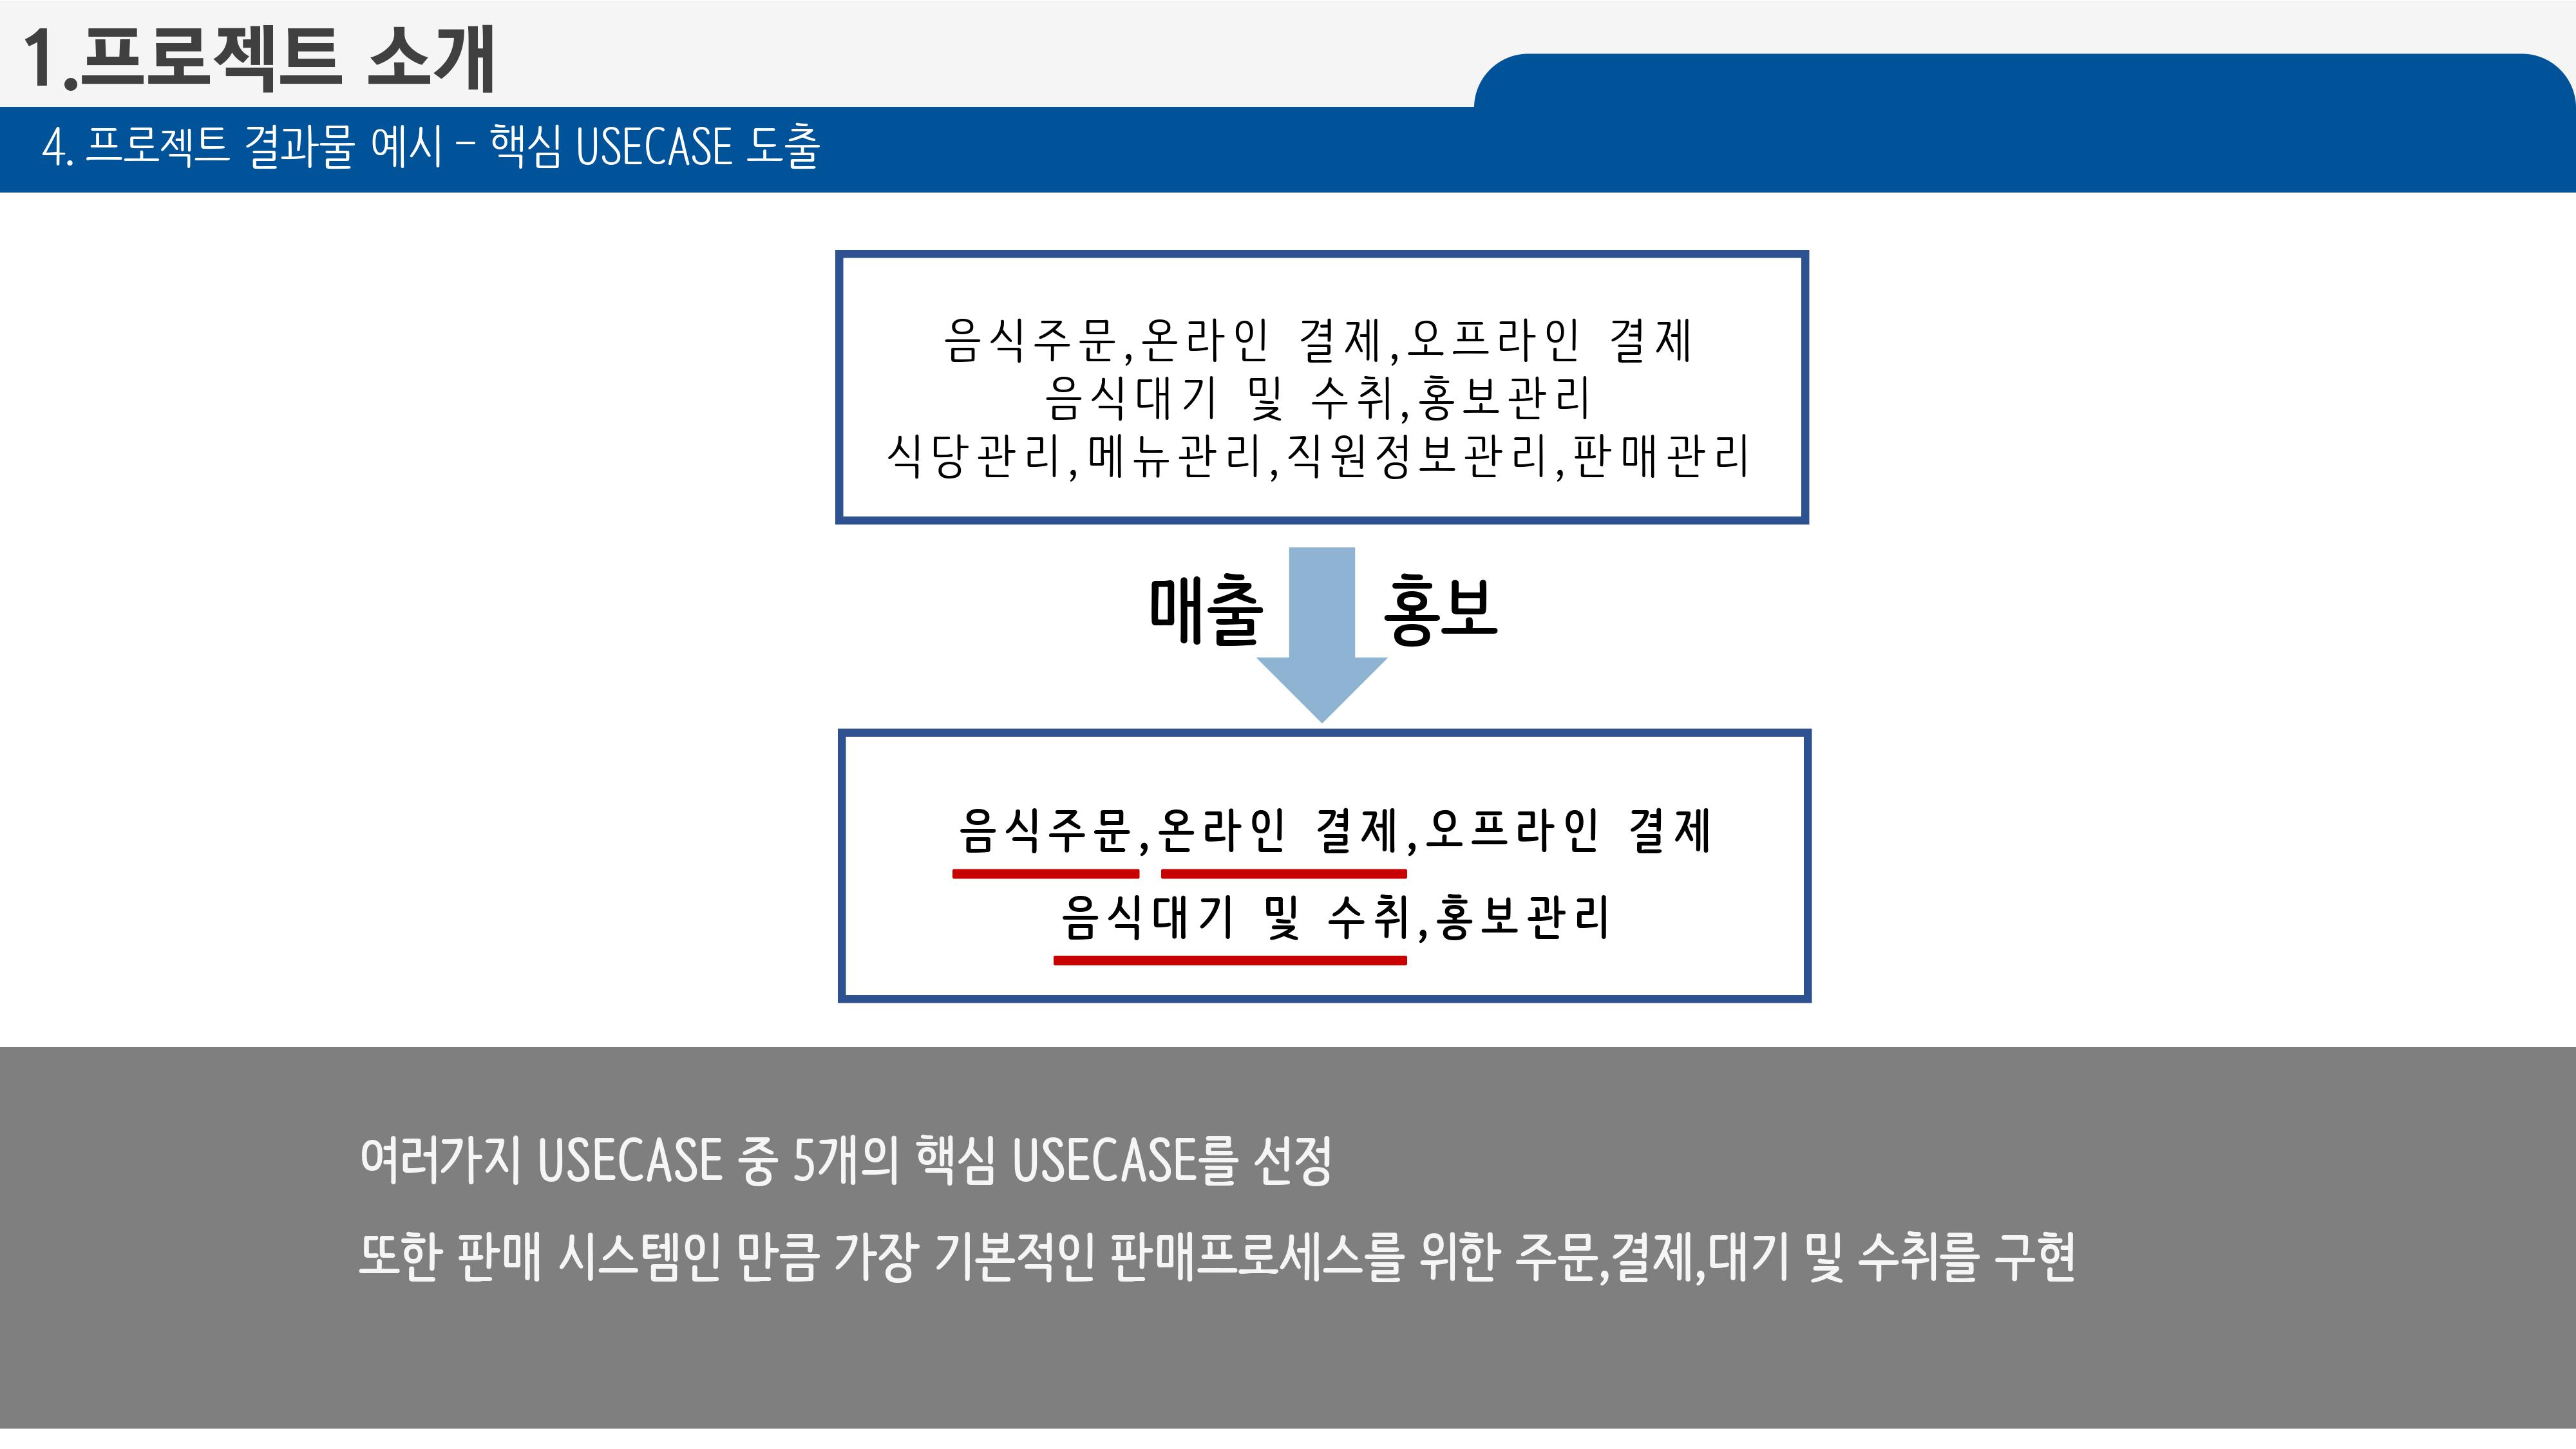 1.프로젝트 소개
4. 프로젝트 결과물 예시 - 핵심 USECASE 도출
음식주문,온라인 결제,오프라인 결제
음식대기 및 수취,홍보관리
식당관리,메뉴관리,직원정보관리,판매관리
매출 홍보
음식주문,온라인 결제,오프라인 결제
음식대기 및 수취,홍보관리
여러가지 USECASE 중 5개의 핵심 USECASE를 선정
또한 판매 시스템인 만큼 가장 기본적인 판매프로세스를 위한 주문,결제,대기 및 수취를 구현